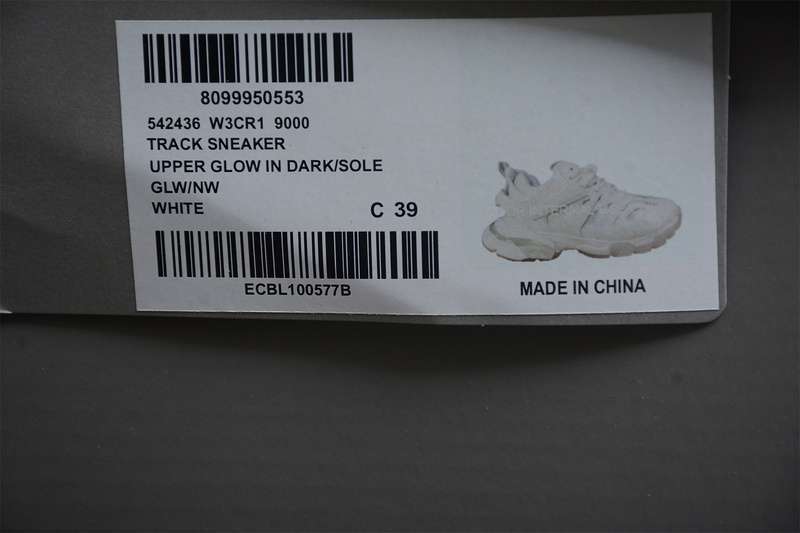 8099950553
542436 W3CR1 9000
TRACK SNEAKER
UPPER GLOW IN DARK/SOLE
GLW/NW
WHITE C 39
ECBL100577B
MADE IN CHINA